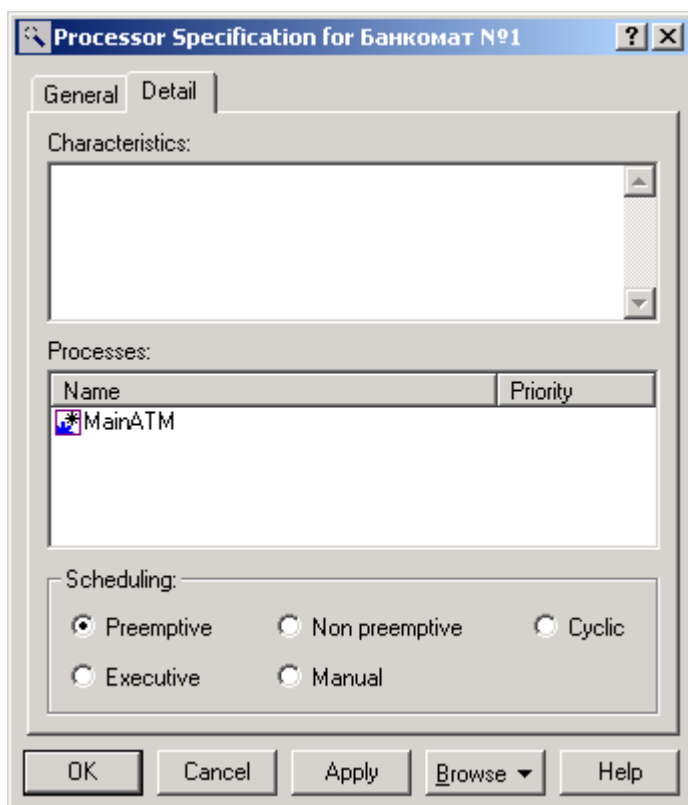 Processor Specification for Банкомат №1
General Detail
Characteristics:
Processes:
Name Priority
MainATM
Scheduling:
Preemptive Non preemptive Cyclic
Executive Manual
OK Cancel Apply Browse Help